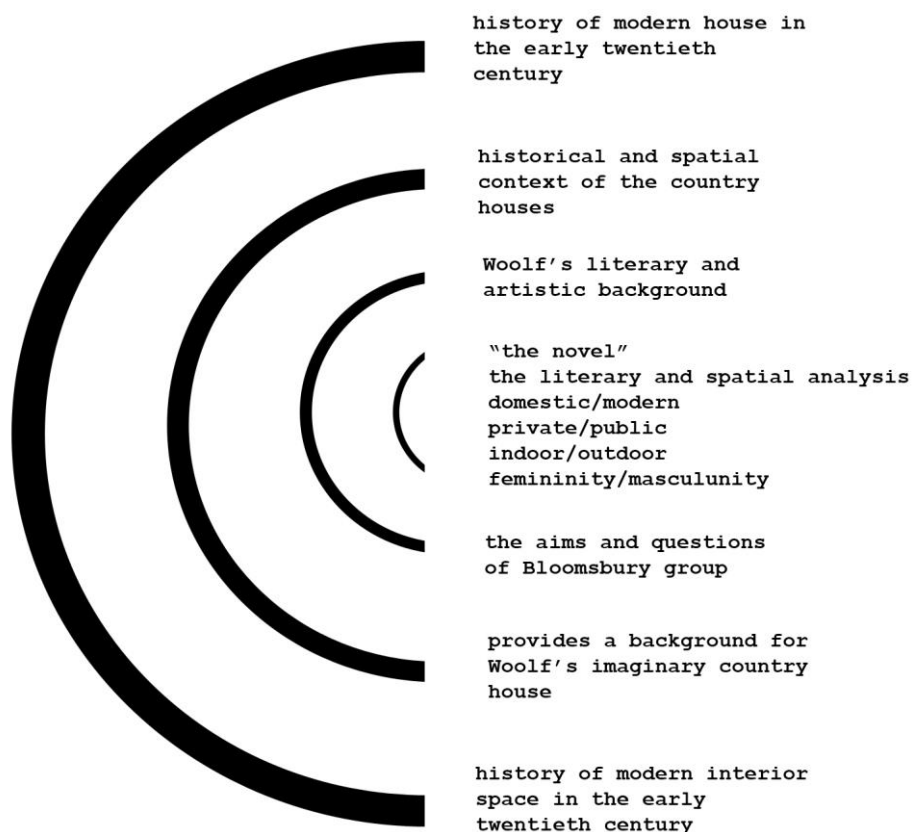 history of modern house in
the early twentieth
century
historical and spatial
context of the country
houses
Woolf’s literary and
artistic background
“the novel”
the literary and spatial analysis
domestic/modern
private/public
indoor/outdoor
femininity/masculunity
the aims and questions
of Bloomsbury group
provides a background for
Woolf’s imaginary country
house
history of modern interior
space in the early
twentieth century